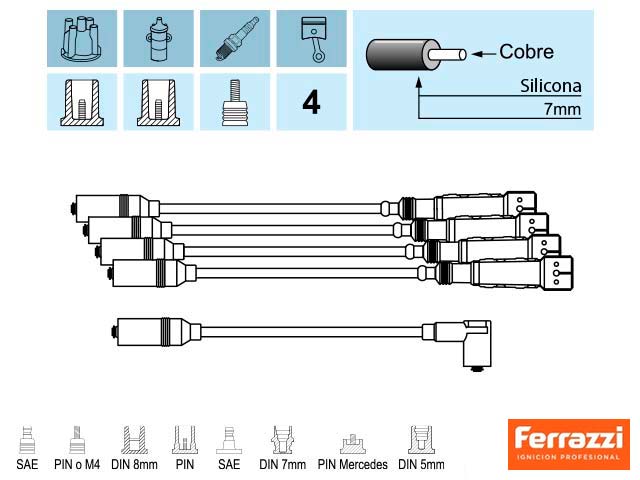 Cobre
Silicona
7mm
4
SAE PIN o M4 DIN 8mm PIN SAE DIN 7mm PIN Mercedes DIN 5mm
Ferrazzi
IGNICION PROFESIONAL